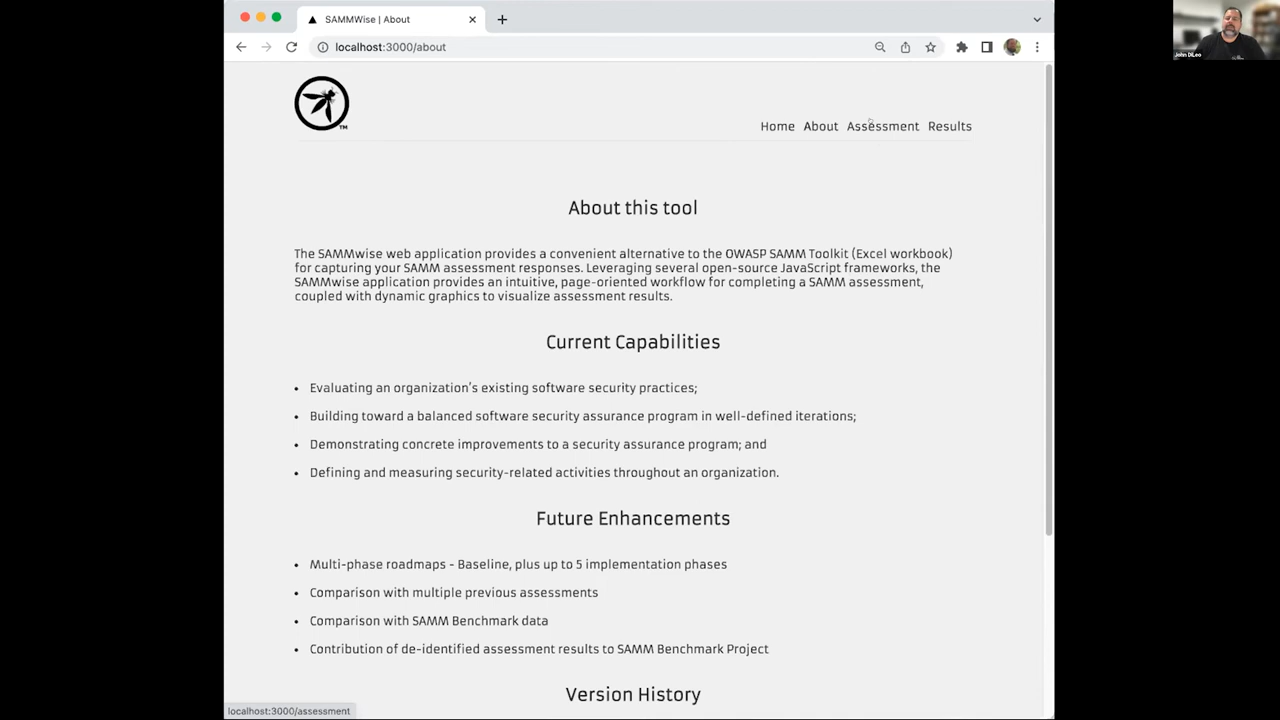 SAMMWise | About
localhost:3000/about
John DiLeo
TM
Home About Assessment Results
About this tool
The SAMMwise web application provides a convenient alternative to the OWASP SAMM Toolkit (Excel workbook)
for capturing your SAMM assessment responses. Leveraging several open-source JavaScript frameworks, the
SAMMwise application provides an intuitive, page-oriented workflow for completing a SAMM assessment,
coupled with dynamic graphics to visualize assessment results.
Current Capabilities
• Evaluating an organization's existing software security practices;
• Building toward a balanced software security assurance program in well-defined iterations;
• Demonstrating concrete improvements to a security assurance program; and
• Defining and measuring security-related activities throughout an organization.
Future Enhancements
• Multi-phase roadmaps - Baseline, plus up to 5 implementation phases
• Comparison with multiple previous assessments
• Comparison with SAMM Benchmark data
• Contribution of de-identified assessment results to SAMM Benchmark Project
Version History
localhost:3000/assessment